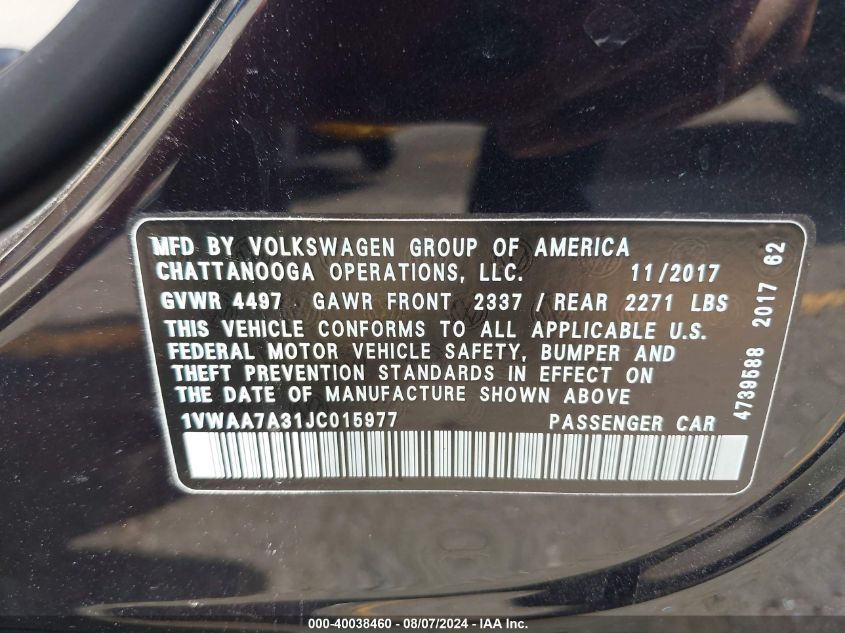 MFD BY VOLKSWAGEN GROUP OF AMERICA
CHATTANOOGA OPERATIONS, LLC. 11/2017
GVWR 4497 GAWR FRONT 2337 / REAR 2271 LBS
THIS VEHICLE CONFORMS TO ALL APPLICABLE U.S.
FEDERAL MOTOR VEHICLE SAFETY, BUMPER AND
THEFT PREVENTION STANDARDS IN EFFECT ON
THE DATE OF MANUFACTURE SHOWN ABOVE
1VWAA7A31JC015977 PASSENGER CAR
4739588 2017 62
000-40038460 - 08/07/2024 - IAA Inc.